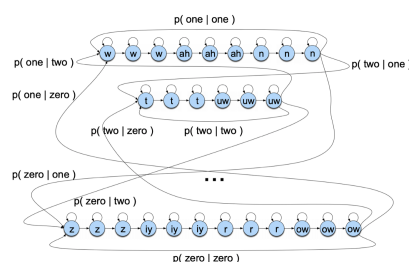 p( one | one )
w w w ah ah ah n n n
p( one | two )
p( two | one )
p( one | zero )
t t t uw uw uw
p( two | zero )
p( two | two )
p( zero | one )
...
p( zero | two )
z z z iy iy iy r r r ow ow ow
p( zero | zero )